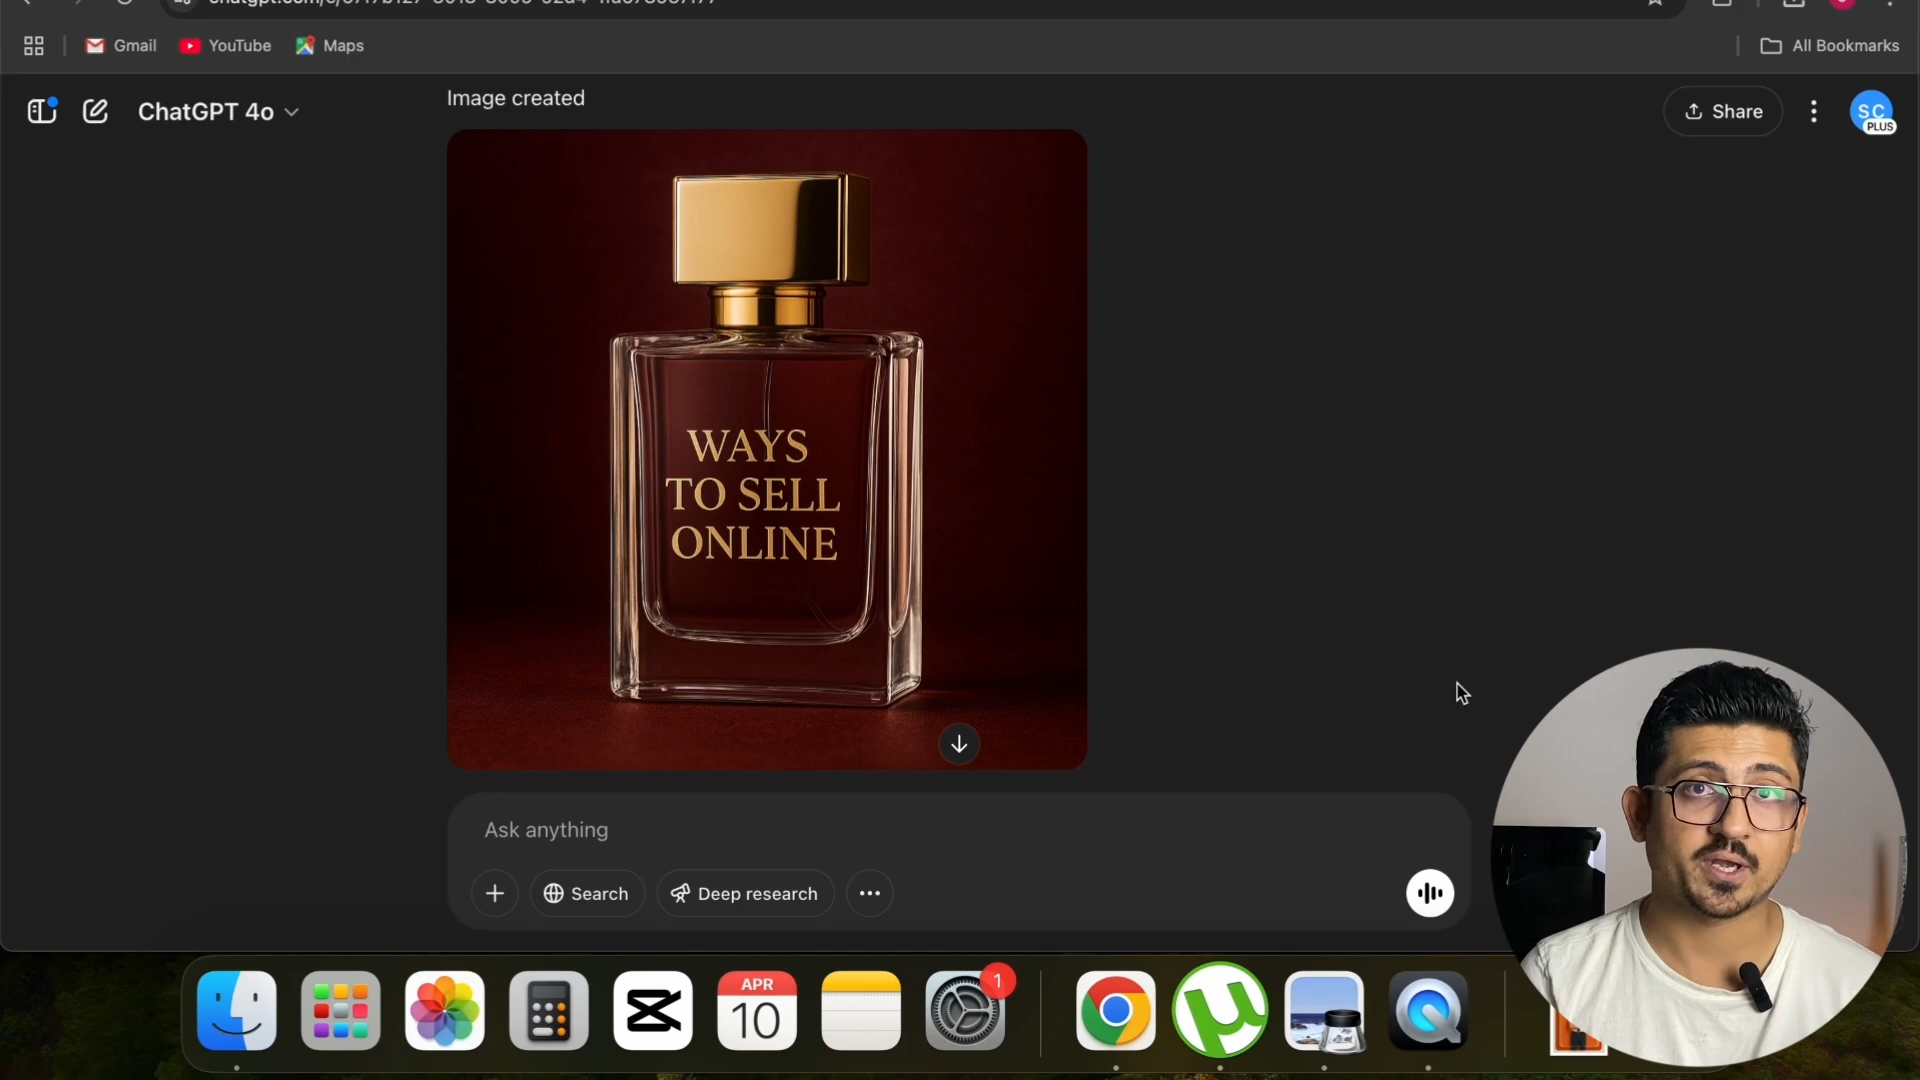 Gmail
YouTube
Maps
All Bookmarks
ChatGPT 4o
Image created
Share
SC
PLUS
WAYS
TO SELL
ONLINE
Ask anything
Search
Deep research
APR
10
1